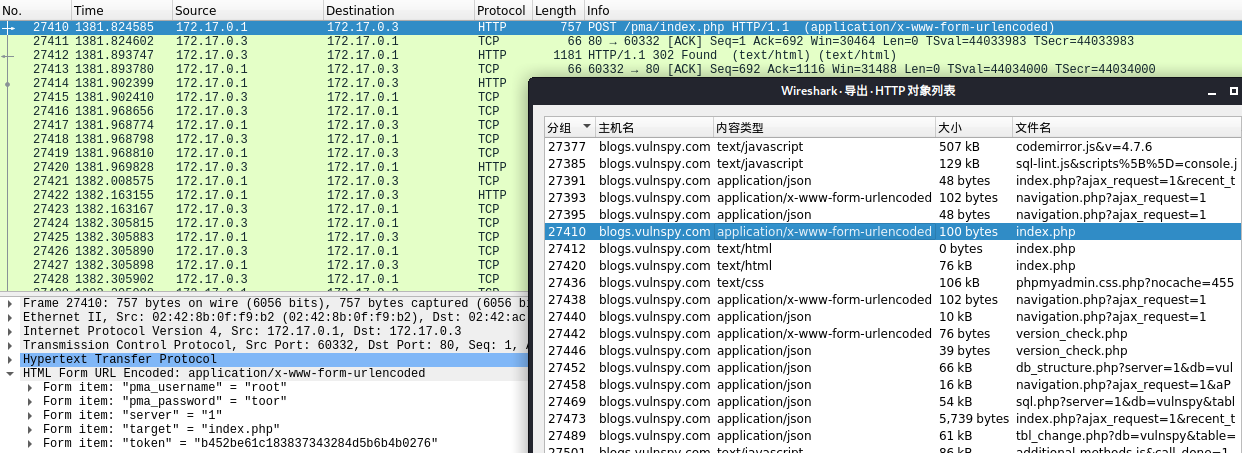 No. Time Source Destination Protocol Length Info
27410 1381.824585 172.17.0.1 172.17.0.3 HTTP 757 POST /pma/index.php HTTP/1.1 (application/x-www-form-urlencoded)
27411 1381.824602 172.17.0.3 172.17.0.1 TCP 66 80 → 60332 [ACK] Seq=1 Ack=692 Win=30464 Len=0 TSval=44033983 TSecr=44033983
27412 1381.893747 172.17.0.3 172.17.0.1 HTTP 1181 HTTP/1.1 302 Found (text/html) (text/html)
27413 1381.893780 172.17.0.1 172.17.0.3 TCP 66 60332 → 80 [ACK] Seq=692 Ack=1116 Win=31488 Len=0 TSval=44034000 TSecr=44034000
27414 1381.902399 172.17.0.1 172.17.0.3 HTTP
27415 1381.902410 172.17.0.3 172.17.0.1 TCP
27416 1381.968656 172.17.0.3 172.17.0.1 TCP
27417 1381.968774 172.17.0.1 172.17.0.3 TCP
27418 1381.968798 172.17.0.3 172.17.0.1 TCP
27419 1381.968810 172.17.0.1 172.17.0.3 TCP
27420 1381.969828 172.17.0.3 172.17.0.1 HTTP
27421 1382.008575 172.17.0.1 172.17.0.3 TCP
27422 1382.163155 172.17.0.1 172.17.0.3 HTTP
27423 1382.163167 172.17.0.3 172.17.0.1 TCP
27424 1382.305815 172.17.0.3 172.17.0.1 TCP
27425 1382.305883 172.17.0.1 172.17.0.3 TCP
27426 1382.305890 172.17.0.3 172.17.0.1 TCP
27427 1382.305898 172.17.0.1 172.17.0.3 TCP
27428 1382.305902 172.17.0.3 172.17.0.1 TCP
Frame 27410: 757 bytes on wire (6056 bits), 757 bytes captured (6056 bi
Ethernet II, Src: 02:42:8b:0f:f9:b2 (02:42:8b:0f:f9:b2), Dst: 02:42:ac
Internet Protocol Version 4, Src: 172.17.0.1, Dst: 172.17.0.3
Transmission Control Protocol, Src Port: 60332, Dst Port: 80, Seq: 1,
Hypertext Transfer Protocol
HTML Form URL Encoded: application/x-www-form-urlencoded
Form item: "pma_username" = "root"
Form item: "pma_password" = "toor"
Form item: "server" = "1"
Form item: "target" = "index.php"
Form item: "token" = "b452be61c183837343284d5b6b4b0276"
Wireshark · 导出 · HTTP 对象列表
分组 主机名 内容类型 大小 文件名
27377 blogs.vulnspy.com text/javascript 507 kB codemirror.js&v=4.7.6
27385 blogs.vulnspy.com text/javascript 129 kB sql-lint.js&scripts%5B%5D=console.j
27391 blogs.vulnspy.com application/json 48 bytes index.php?ajax_request=1&recent_t
27393 blogs.vulnspy.com application/x-www-form-urlencoded 102 bytes navigation.php?ajax_request=1
27395 blogs.vulnspy.com application/json 48 bytes navigation.php?ajax_request=1
27410 blogs.vulnspy.com application/x-www-form-urlencoded 100 bytes index.php
27412 blogs.vulnspy.com text/html 0 bytes index.php
27420 blogs.vulnspy.com text/html 76 kB index.php
27436 blogs.vulnspy.com text/css 106 kB phpmyadmin.css.php?nocache=455
27438 blogs.vulnspy.com application/x-www-form-urlencoded 102 bytes navigation.php?ajax_request=1
27440 blogs.vulnspy.com application/json 10 kB navigation.php?ajax_request=1
27442 blogs.vulnspy.com application/x-www-form-urlencoded 76 bytes version_check.php
27446 blogs.vulnspy.com application/json 39 bytes version_check.php
27452 blogs.vulnspy.com application/json 66 kB db_structure.php?server=1&db=vul
27458 blogs.vulnspy.com application/json 16 kB navigation.php?ajax_request=1&aP
27469 blogs.vulnspy.com application/json 54 kB sql.php?server=1&db=vulnspy&tabl
27473 blogs.vulnspy.com application/json 5,739 bytes index.php?ajax_request=1&recent_t
27489 blogs.vulnspy.com application/json 61 kB tbl_change.php?db=vulnspy&table=
27501 blogs.vulnspy.com text/javascript 86 kB additional-methods.js&call_done=1